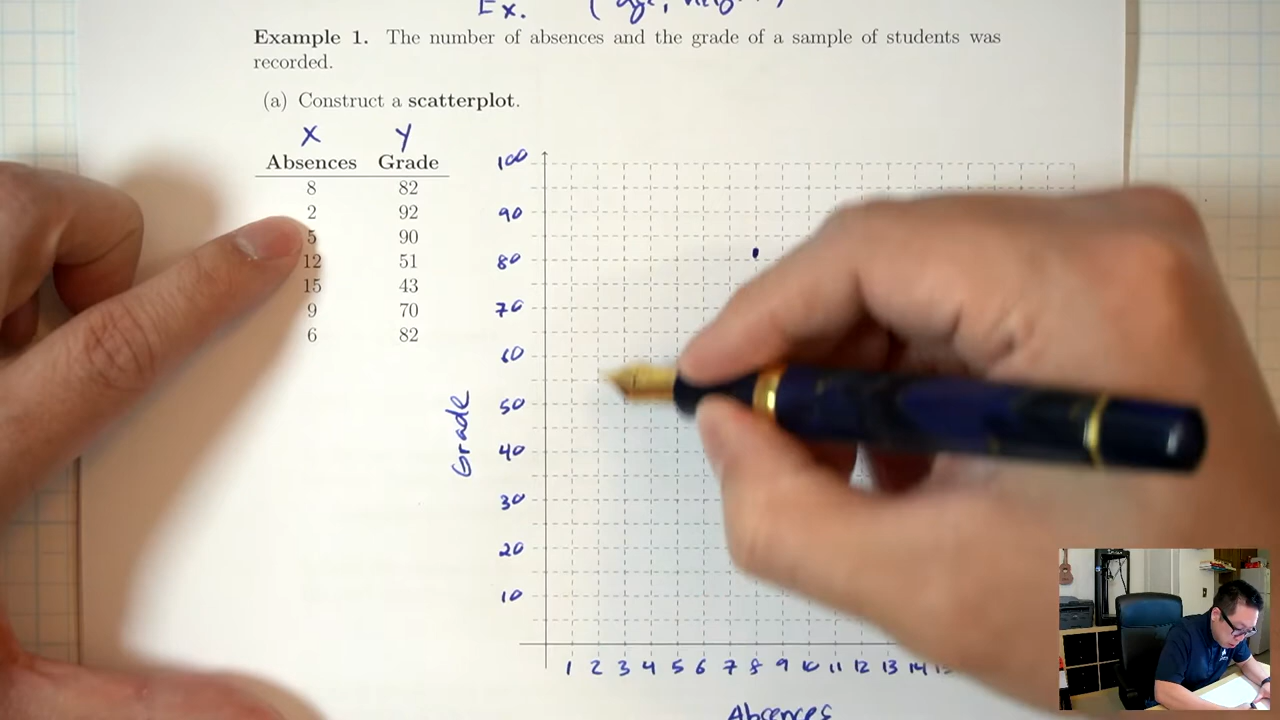 Ex. (age, height)
Example 1. The number of absences and the grade of a sample of students was
recorded.
(a) Construct a scatterplot.
X Y
Absences Grade
8 82
2 92
5 90
12 51
15 43
9 70
6 82
100
90
80
70
60
50
40
30
20
10
Grade
1 2 3 4 5 6 7 8 9 10 11 12 13 14
Absences